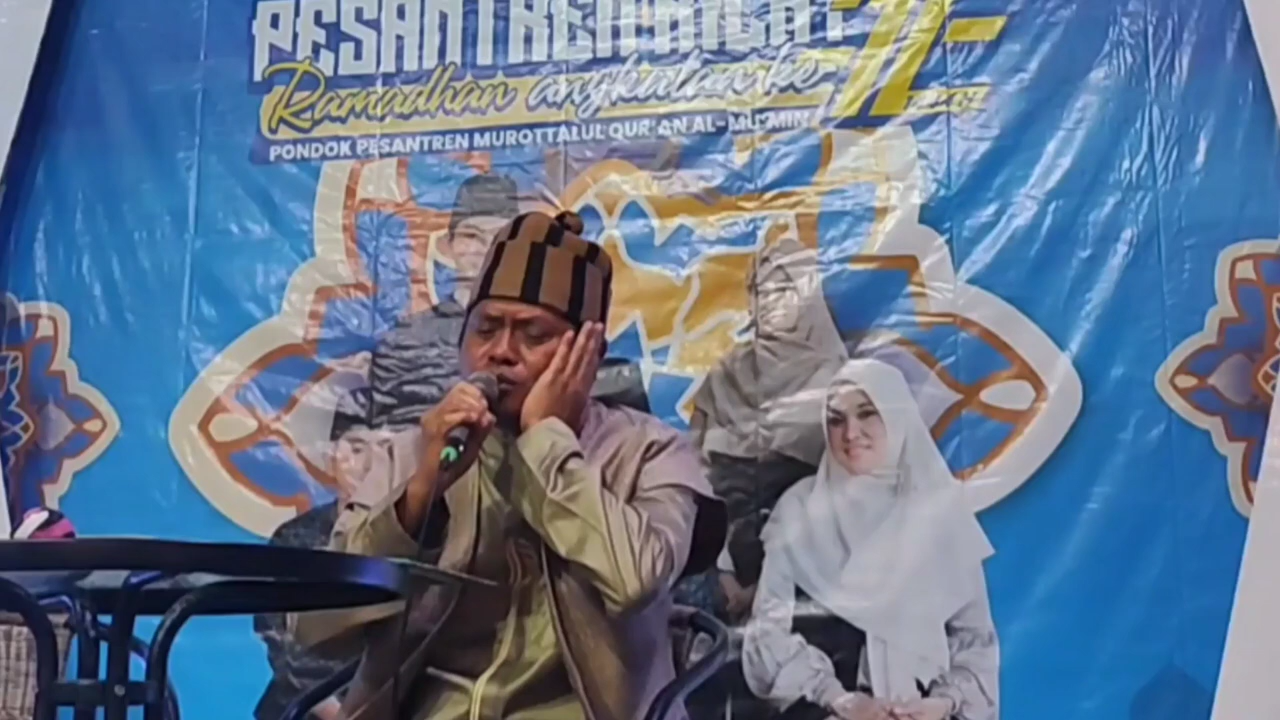 PESANTREN KILAT
Ramadhan angkatan ke
PONDOK PESANTREN MUROTTALUL QUR'AN AL-MU'MIN